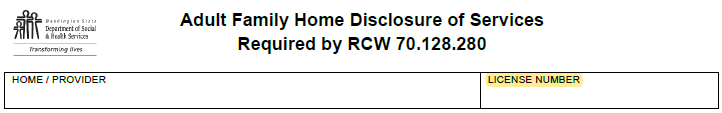 Washington State
Department of Social
& Health Services
Transforming lives
Adult Family Home Disclosure of Services
Required by RCW 70.128.280
HOME / PROVIDER
LICENSE NUMBER